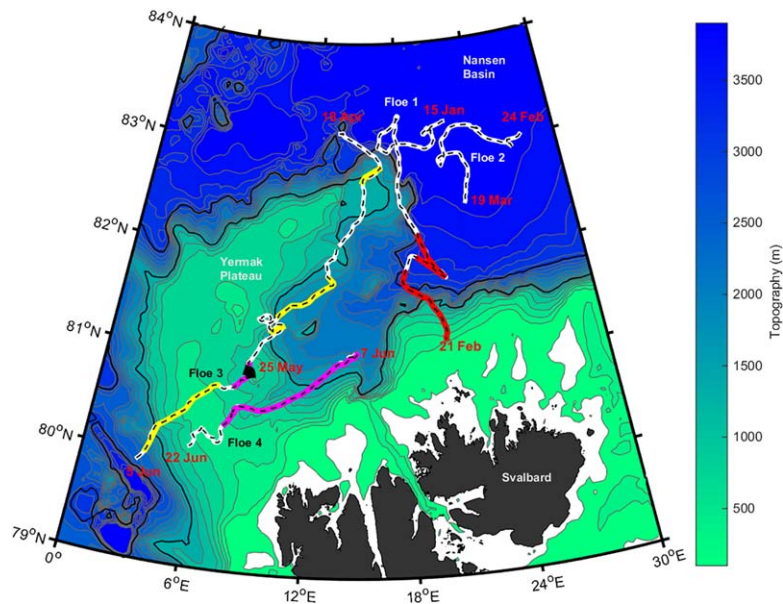 84°N
83°N
82°N
81°N
80°N
79°N
0°
6°E
12°E
18°E
24°E
30°E
Nansen
Basin
Floe 1
15 Jan
24 Feb
18 Apr
Floe 2
19 Mar
Yermak
Plateau
21 Feb
7 Jun
25 May
Floe 3
Floe 4
22 Jun
5 Jun
Svalbard
3500
3000
2500
2000
1500
1000
500
Topography (m)